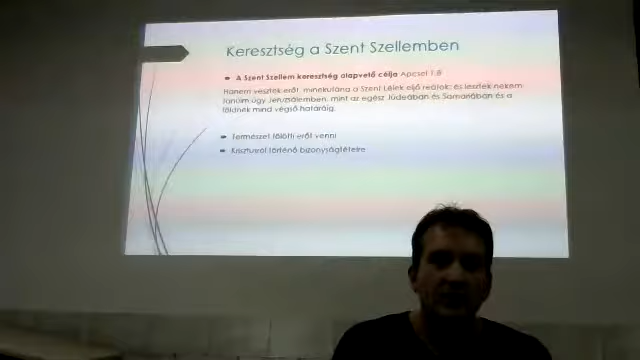 Keresztség a Szent Szellemben
A Szent Szellem keresztség alapvető célja Apcsel 1,8
Hanem vesztek erőt, minekutána a Szent Lélek eljő reátok: és lesztek nékem
tanúim úgy Jeruzsálemben, mint az egész Júdeában és Samariában és a
földnek mind végső határáig.
Természet fölötti erőt venni
Krisztusról történő bizonyságtételre